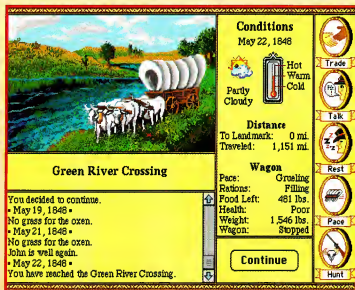 Conditions
May 22, 1848
Partly
Cloudy
Hot
Warm
Cold
Distance
To Landmark: 0 mi.
Traveled: 1,151 mi.
Wagon
Pace: Grueling
Rations: Filling
Food Left: 481 lbs.
Health: Poor
Weight: 1,546 lbs.
Wagon: Stopped
Continue
Green River Crossing
You decided to continue.
• May 19, 1848 •
No grass for the oxen.
• May 21, 1848 •
No grass for the oxen.
John is well again.
• May 22, 1848 •
You have reached the Green River Crossing.
Trade
Talk
Rest
Pace
Hunt